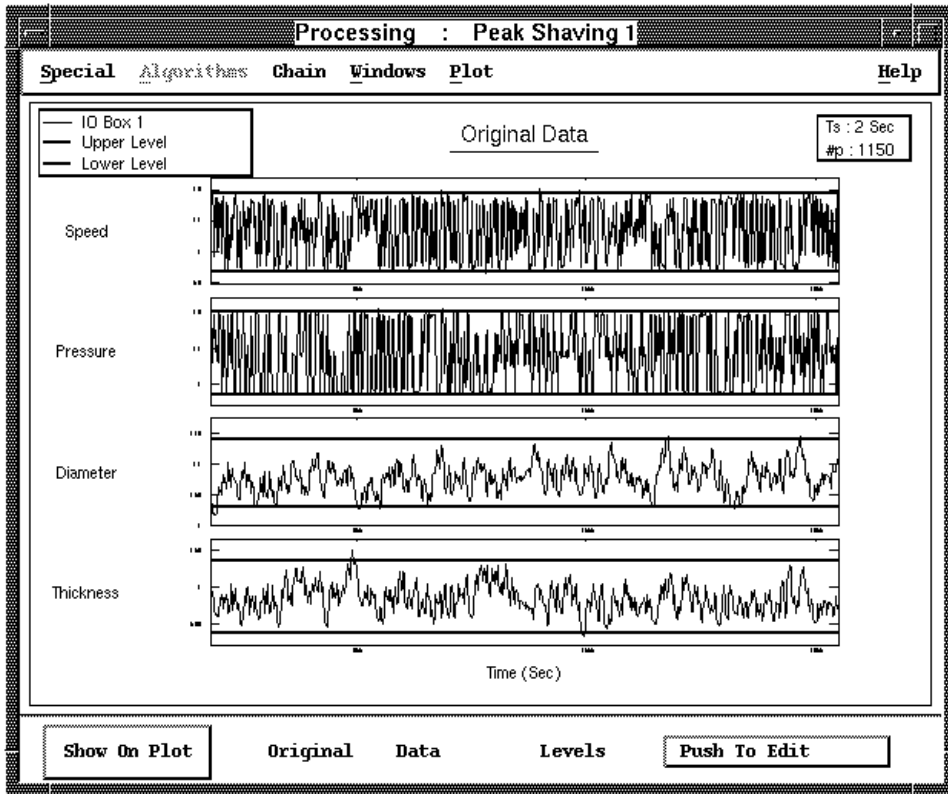 Processing : Peak Shaving 1
Special Algorithms Chain Windows Plot Help
IO Box 1
Upper Level
Lower Level
Original Data
Ts : 2 Sec
#p : 1150
Speed
Pressure
Diameter
Thickness
Time (Sec)
Show On Plot Original Data Levels Push To Edit